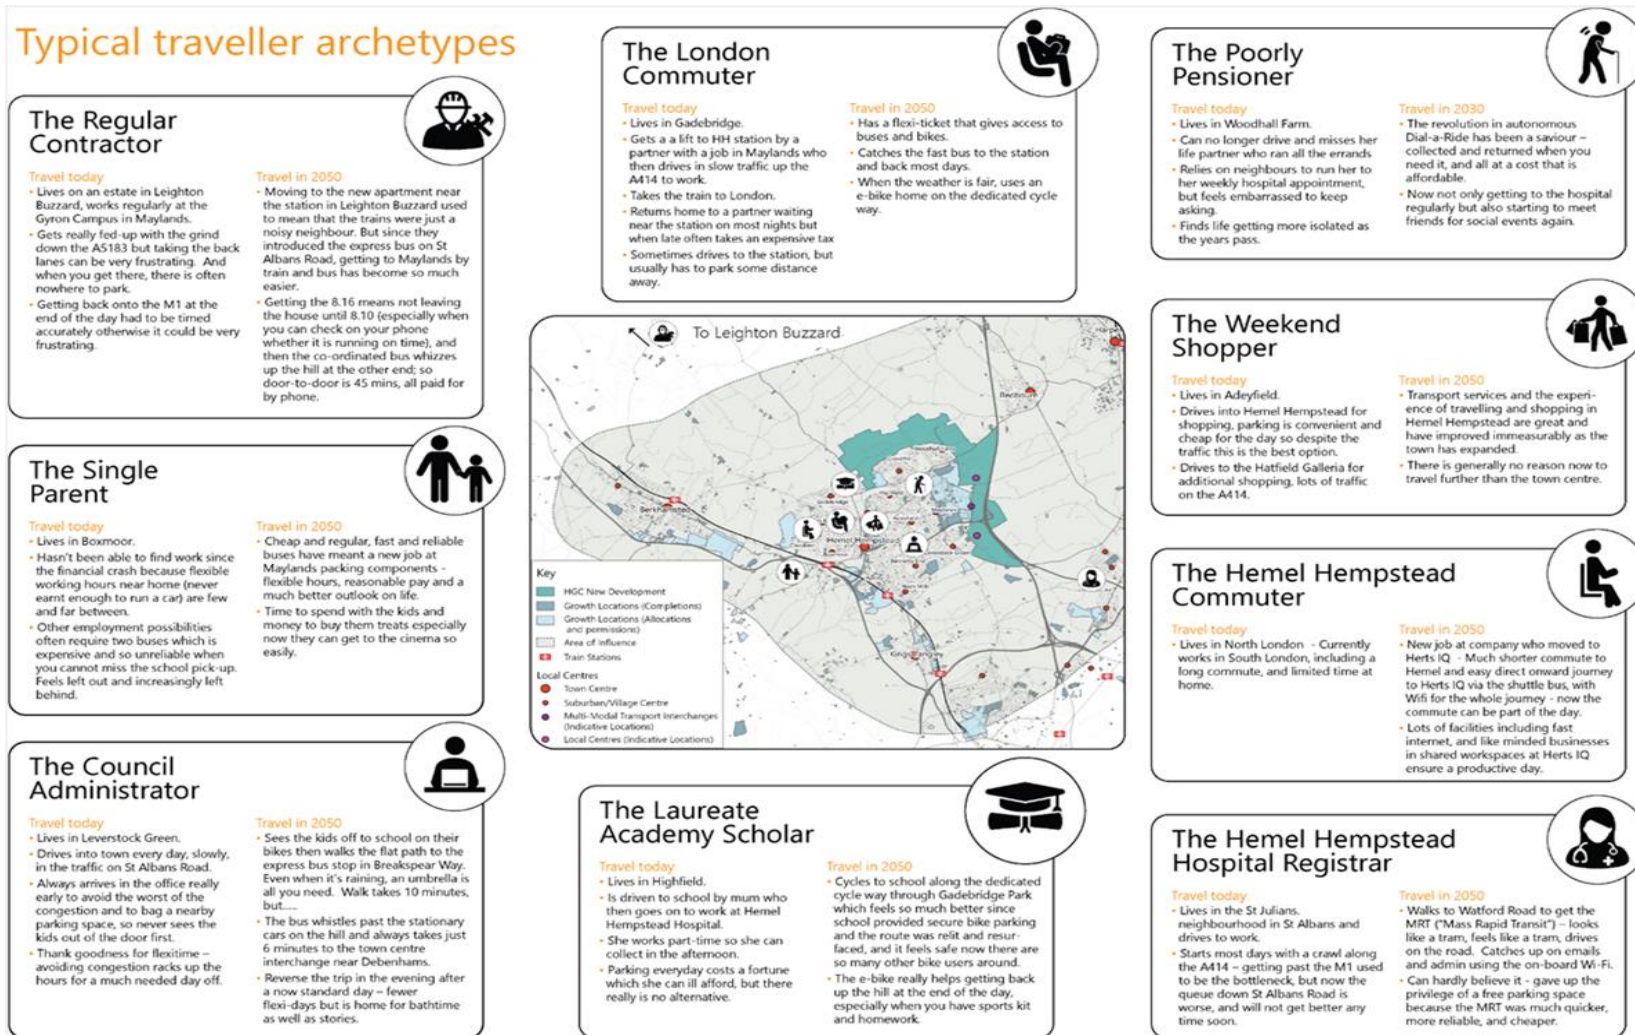 Typical traveller archetypes
The Regular
Contractor
Travel today
• Lives on an estate in Leighton
Buzzard, works regularly at the
Gyron Campus in Maylands.
• Gets really fed-up with the grind
down the A5183 but taking the back
lanes can be very frustrating. And
when you get there, there is often
nowhere to park.
• Getting back onto the M1 at the
end of the day had to be timed
accurately otherwise it could be very
frustrating.
Travel in 2050
• Moving to the new apartment near
the station in Leighton Buzzard used
to mean that the trains were just a
noisy neighbour. But since they
introduced the express bus on St
Albans Road, getting to Maylands by
train and bus has become so much
easier.
• Getting the 8.16 means not leaving
the house until 8.10 (especially when
you can check on your phone
whether it is running on time), and
then the co-ordinated bus whizzes
up the hill at the other end; so
door-to-door is 45 mins, all paid for
by phone.
The Single
Parent
Travel today
• Lives in Boxmoor.
• Hasn't been able to find work since
the financial crash because flexible
working hours near home (never
earnt enough to run a car) are few
and far between.
• Other employment possibilities
often require two buses which is
expensive and so unreliable when
you cannot miss the school pick-up.
Feels left out and increasingly left
behind.
Travel in 2050
• Cheap and regular, fast and reliable
buses have meant a new job at
Maylands packing components -
flexible hours, reasonable pay and a
much better outlook on life.
• Time to spend with the kids and
money to buy them treats especially
now they can get to the cinema so
easily.
The Council
Administrator
Travel today
• Lives in Leverstock Green.
• Drives into town every day, slowly,
in the traffic on St Albans Road.
• Always arrives in the office really
early to avoid the worst of the
congestion and to bag a nearby
parking space, so never sees the
kids out of the door first.
• Thank goodness for flexitime –
avoiding congestion racks up the
hours for a much needed day off.
Travel in 2050
• Sees the kids off to school on their
bikes then walks the flat path to the
express bus stop in Breakspear Way.
Even when it's raining, an umbrella is
all you need. Walk takes 10 minutes,
but.....
• The bus whistles past the stationary
cars on the hill and always takes just
6 minutes to the town centre
interchange near Debenhams.
• Reverse the trip in the evening after
a now standard day – fewer
flexi-days but is home for bathtime
as well as stories.
The London
Commuter
Travel today
• Lives in Gadebridge.
• Gets a a lift to HH station by a
partner with a job in Maylands who
then drives in slow traffic up the
A414 to work.
• Takes the train to London.
• Returns home to a partner waiting
near the station on most nights but
when late often takes an expensive tax
• Sometimes drives to the station, but
usually has to park some distance
away.
Travel in 2050
• Has a flexi-ticket that gives access to
buses and bikes.
• Catches the fast bus to the station
and back most days.
• When the weather is fair, uses an
e-bike home on the dedicated cycle
way.
To Leighton Buzzard
Redbourn
Berkhamsted
Hemel Hempstead
Kings Langley
Key
HGC New Development
Growth Locations (Completions)
Growth Locations (Allocations
and permissions)
Area of Influence
Train Stations
Local Centres
Town Centre
Suburban/Village Centre
Multi-Modal Transport Interchanges
(Indicative Locations)
Local Centres (Indicative Locations)
The Laureate
Academy Scholar
Travel today
• Lives in Highfield.
• Is driven to school by mum who
then goes on to work at Hemel
Hempstead Hospital.
• She works part-time so she can
collect in the afternoon.
• Parking everyday costs a fortune
which she can ill afford, but there
really is no alternative.
Travel in 2050
• Cycles to school along the dedicated
cycle way through Gadebridge Park
which feels so much better since
school provided secure bike parking
and the route was relit and resur-
faced, and it feels safe now there are
so many other bike users around.
• The e-bike really helps getting back
up the hill at the end of the day,
especially when you have sports kit
and homework.
The Poorly
Pensioner
Travel today
• Lives in Woodhall Farm.
• Can no longer drive and misses her
life partner who ran all the errands
• Relies on neighbours to run her to
her weekly hospital appointment,
but feels embarrassed to keep
asking.
• Finds life getting more isolated as
the years pass.
Travel in 2030
• The revolution in autonomous
Dial-a-Ride has been a saviour –
collected and returned when you
need it, and all at a cost that is
affordable.
• Now not only getting to the hospital
regularly but also starting to meet
friends for social events again.
The Weekend
Shopper
Travel today
• Lives in Adeyfield.
• Drives into Hemel Hempstead for
shopping, parking is convenient and
cheap for the day so despite the
traffic this is the best option.
• Drives to the Hatfield Galleria for
additional shopping, lots of traffic
on the A414.
Travel in 2050
• Transport services and the experi-
ence of travelling and shopping in
Hemel Hempstead are great and
have improved immeasurably as the
town has expanded.
• There is generally no reason now to
travel further than the town centre.
The Hemel Hempstead
Commuter
Travel today
• Lives in North London - Currently
works in South London, including a
long commute, and limited time at
home.
Travel in 2050
• New job at company who moved to
Herts IQ - Much shorter commute to
Hemel and easy direct onward journey
to Herts IQ via the shuttle bus, with
Wifi for the whole journey - now the
commute can be part of the day.
• Lots of facilities including fast
internet, and like minded businesses
in shared workspaces at Herts IQ
ensure a productive day.
The Hemel Hempstead
Hospital Registrar
Travel today
• Lives in the St Julians.
neighbourhood in St Albans and
drives to work.
• Starts most days with a crawl along
the A414 – getting past the M1 used
to be the bottleneck, but now the
queue down St Albans Road is
worse, and will not get better any
time soon.
Travel in 2050
• Walks to Watford Road to get the
MRT ("Mass Rapid Transit") – looks
like a tram, feels like a tram, drives
on the road. Catches up on emails
and admin using the on-board Wi-Fi.
• Can hardly believe it - gave up the
privilege of a free parking space
because the MRT was much quicker,
more reliable, and cheaper.